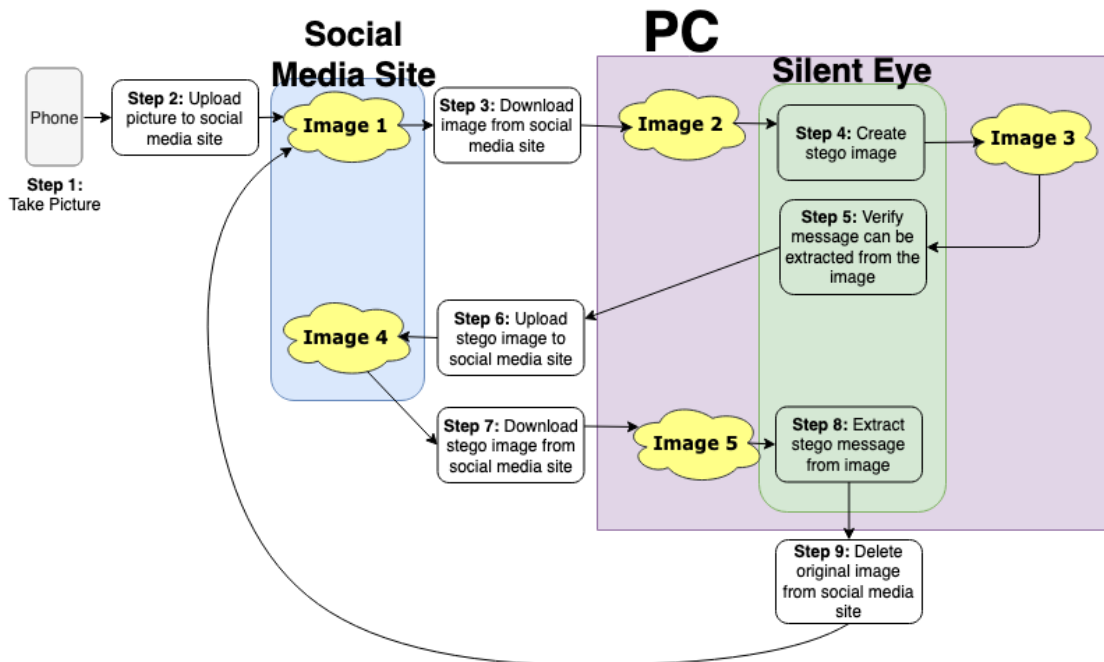 Social
Media Site
PC
Silent Eye
Phone
Step 1:
Take Picture
Step 2: Upload
picture to social
media site
Image 1
Step 3: Download
image from social
media site
Image 2
Step 4: Create
stego image
Image 3
Step 5: Verify
message can be
extracted from the
image
Step 6: Upload
stego image to
social media site
Image 4
Step 7: Download
stego image from
social media site
Image 5
Step 8: Extract
stego message
from image
Step 9: Delete
original image
from social media
site